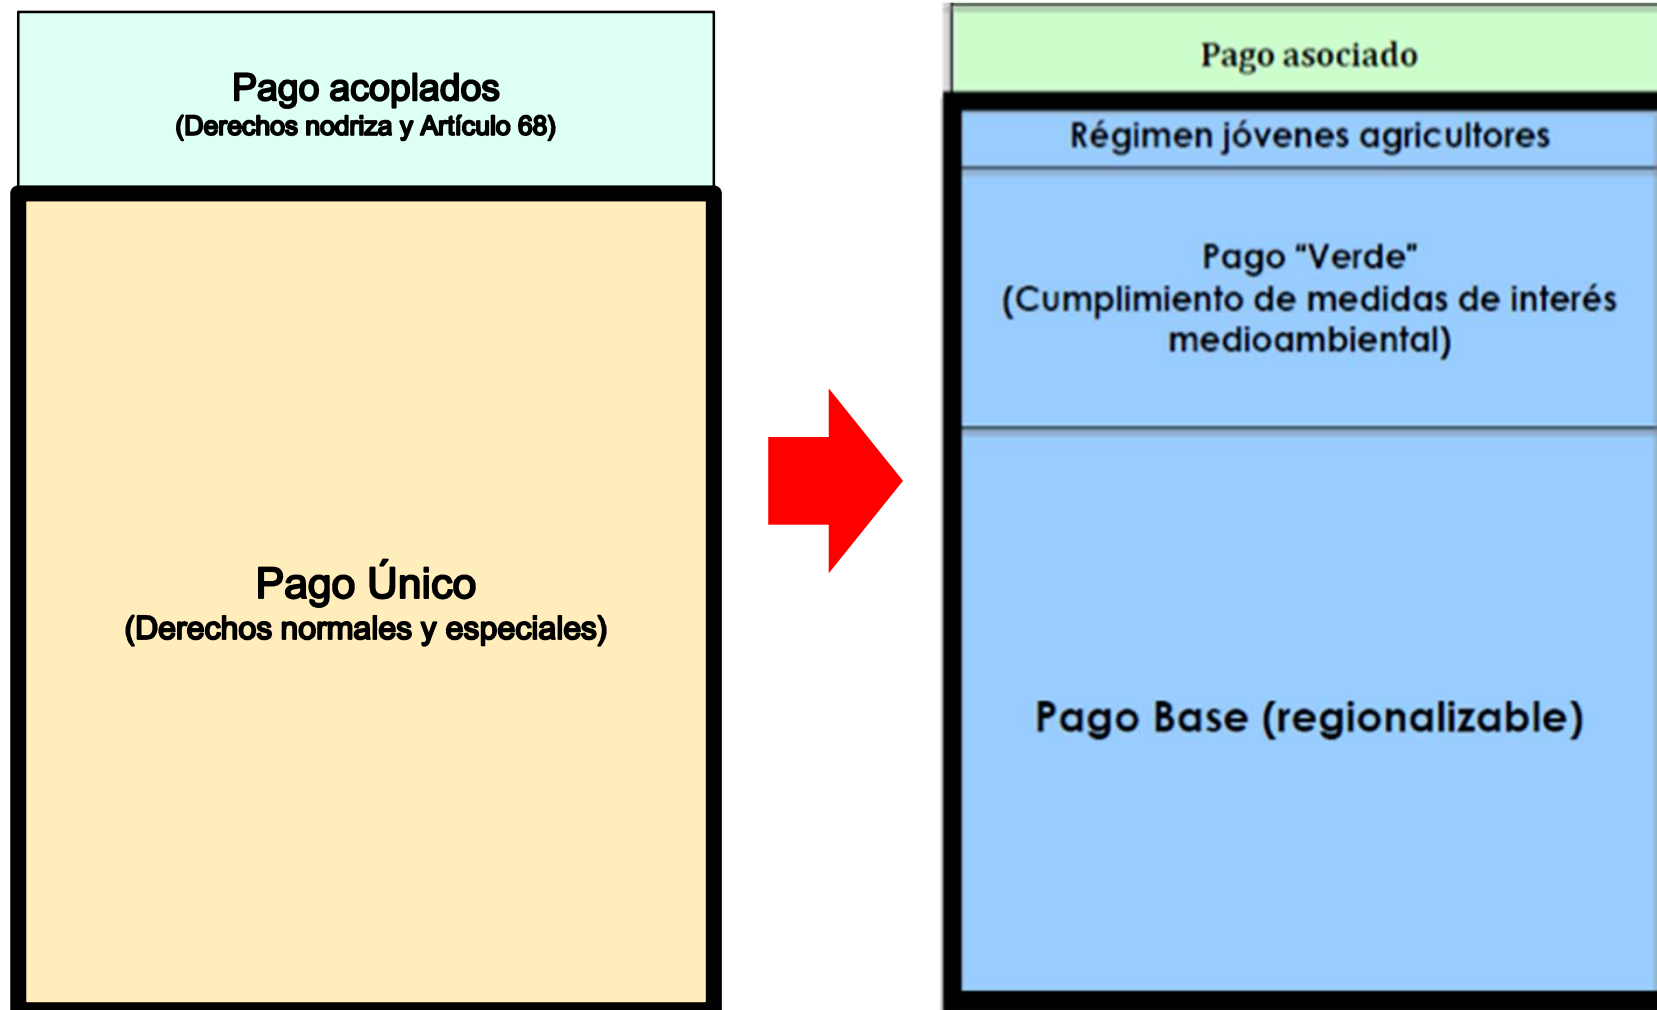 Pago acoplados
(Derechos nodriza y Artículo 68)
Pago Único
(Derechos normales y especiales)
Pago asociado
Régimen jóvenes agricultores
Pago “Verde”
(Cumplimiento de medidas de interés
medioambiental)
Pago Base (regionalizable)